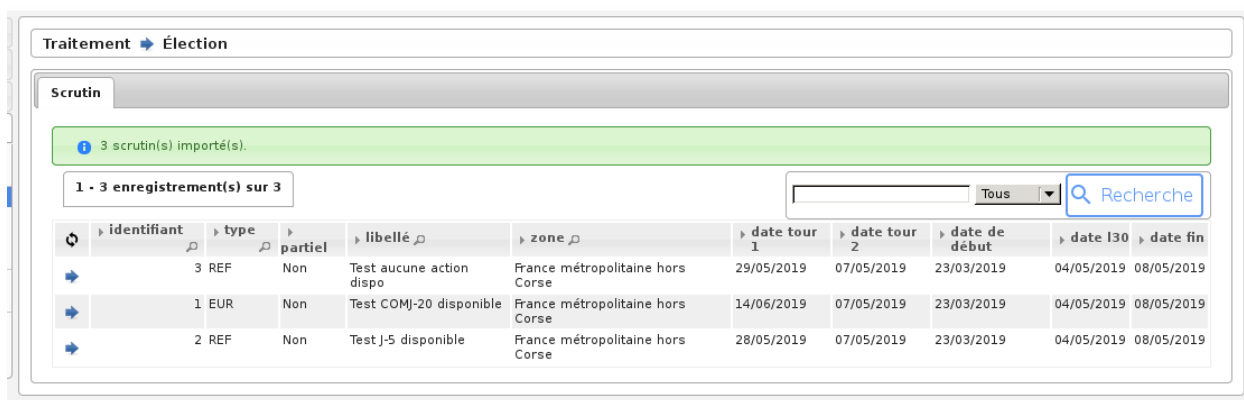 Traitement Élection
Scrutin
3 scrutin(s) importé(s).
1 - 3 enregistrement(s) sur 3
Tous Recherche
identifiant type partiel libellé zone date tour 1 date tour 2 date de début date l30 date fin
3 REF Non Test aucune action dispo France métropolitaine hors Corse 29/05/2019 07/05/2019 23/03/2019 04/05/2019 08/05/2019
1 EUR Non Test COMJ-20 disponible France métropolitaine hors Corse 14/06/2019 07/05/2019 23/03/2019 04/05/2019 08/05/2019
2 REF Non Test J-5 disponible France métropolitaine hors Corse 28/05/2019 07/05/2019 23/03/2019 04/05/2019 08/05/2019